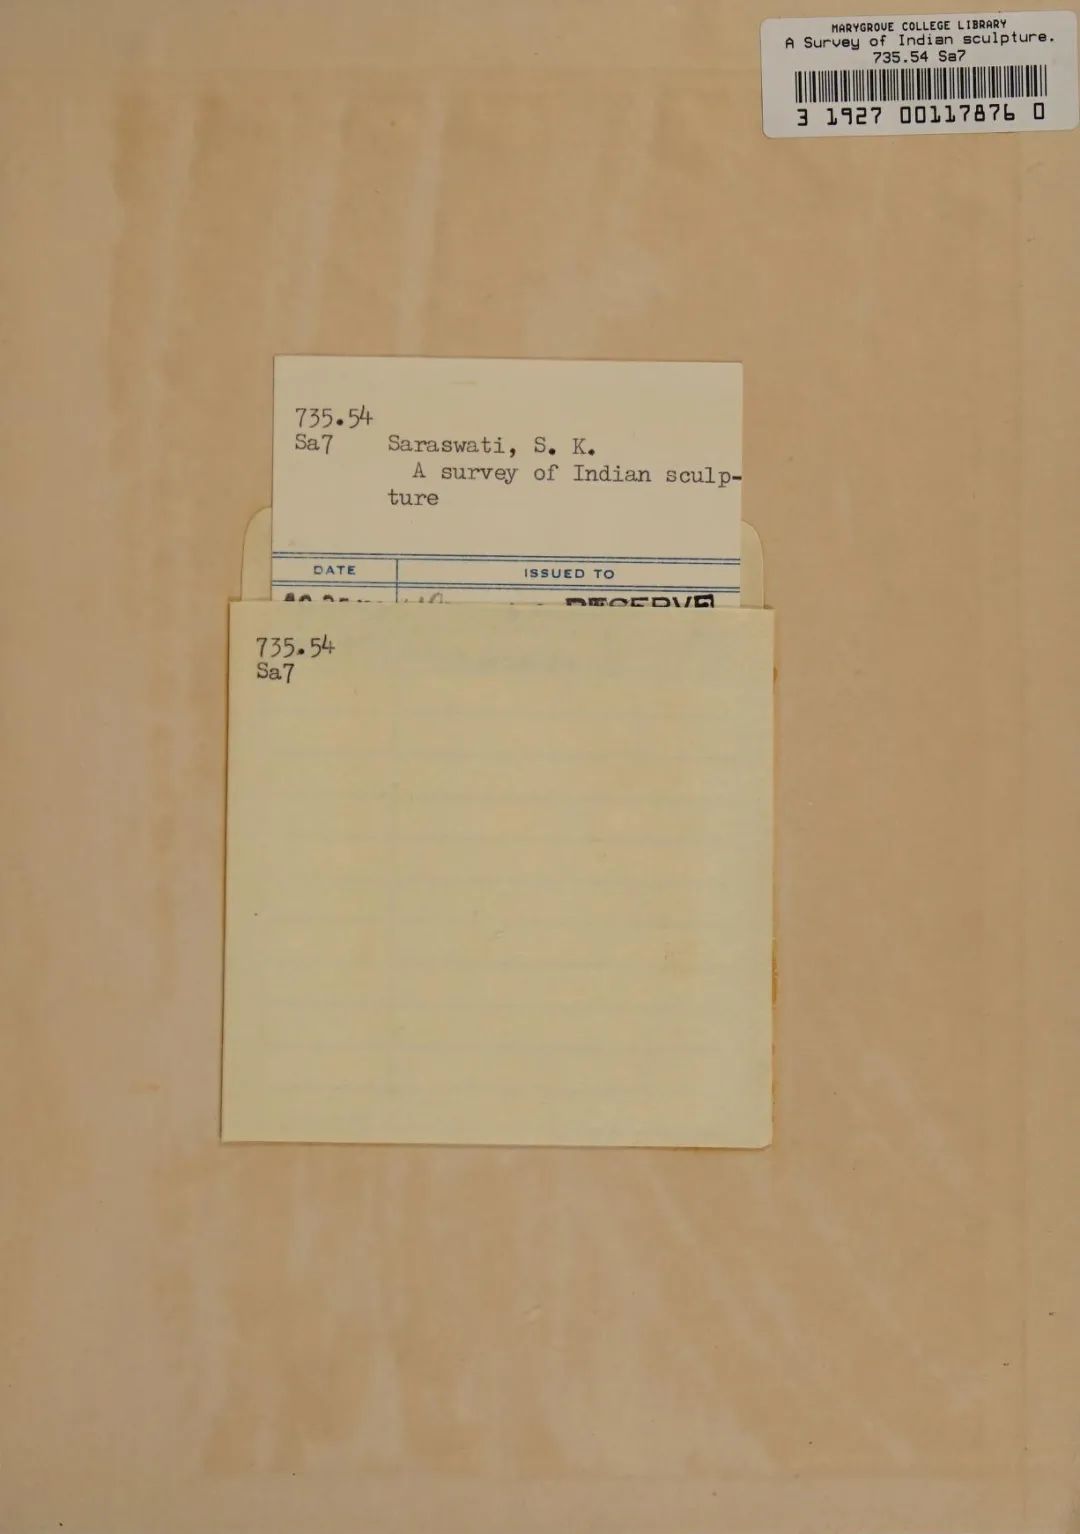 MARYGROVE COLLEGE LIBRARY
A Survey of Indian sculpture.
735.54 Sa7
3 1927 00117876 0
735.54
Sa7 Saraswati, S. K.
A survey of Indian sculp-
ture
DATE ISSUED TO
RESERVE
735.54
Sa7